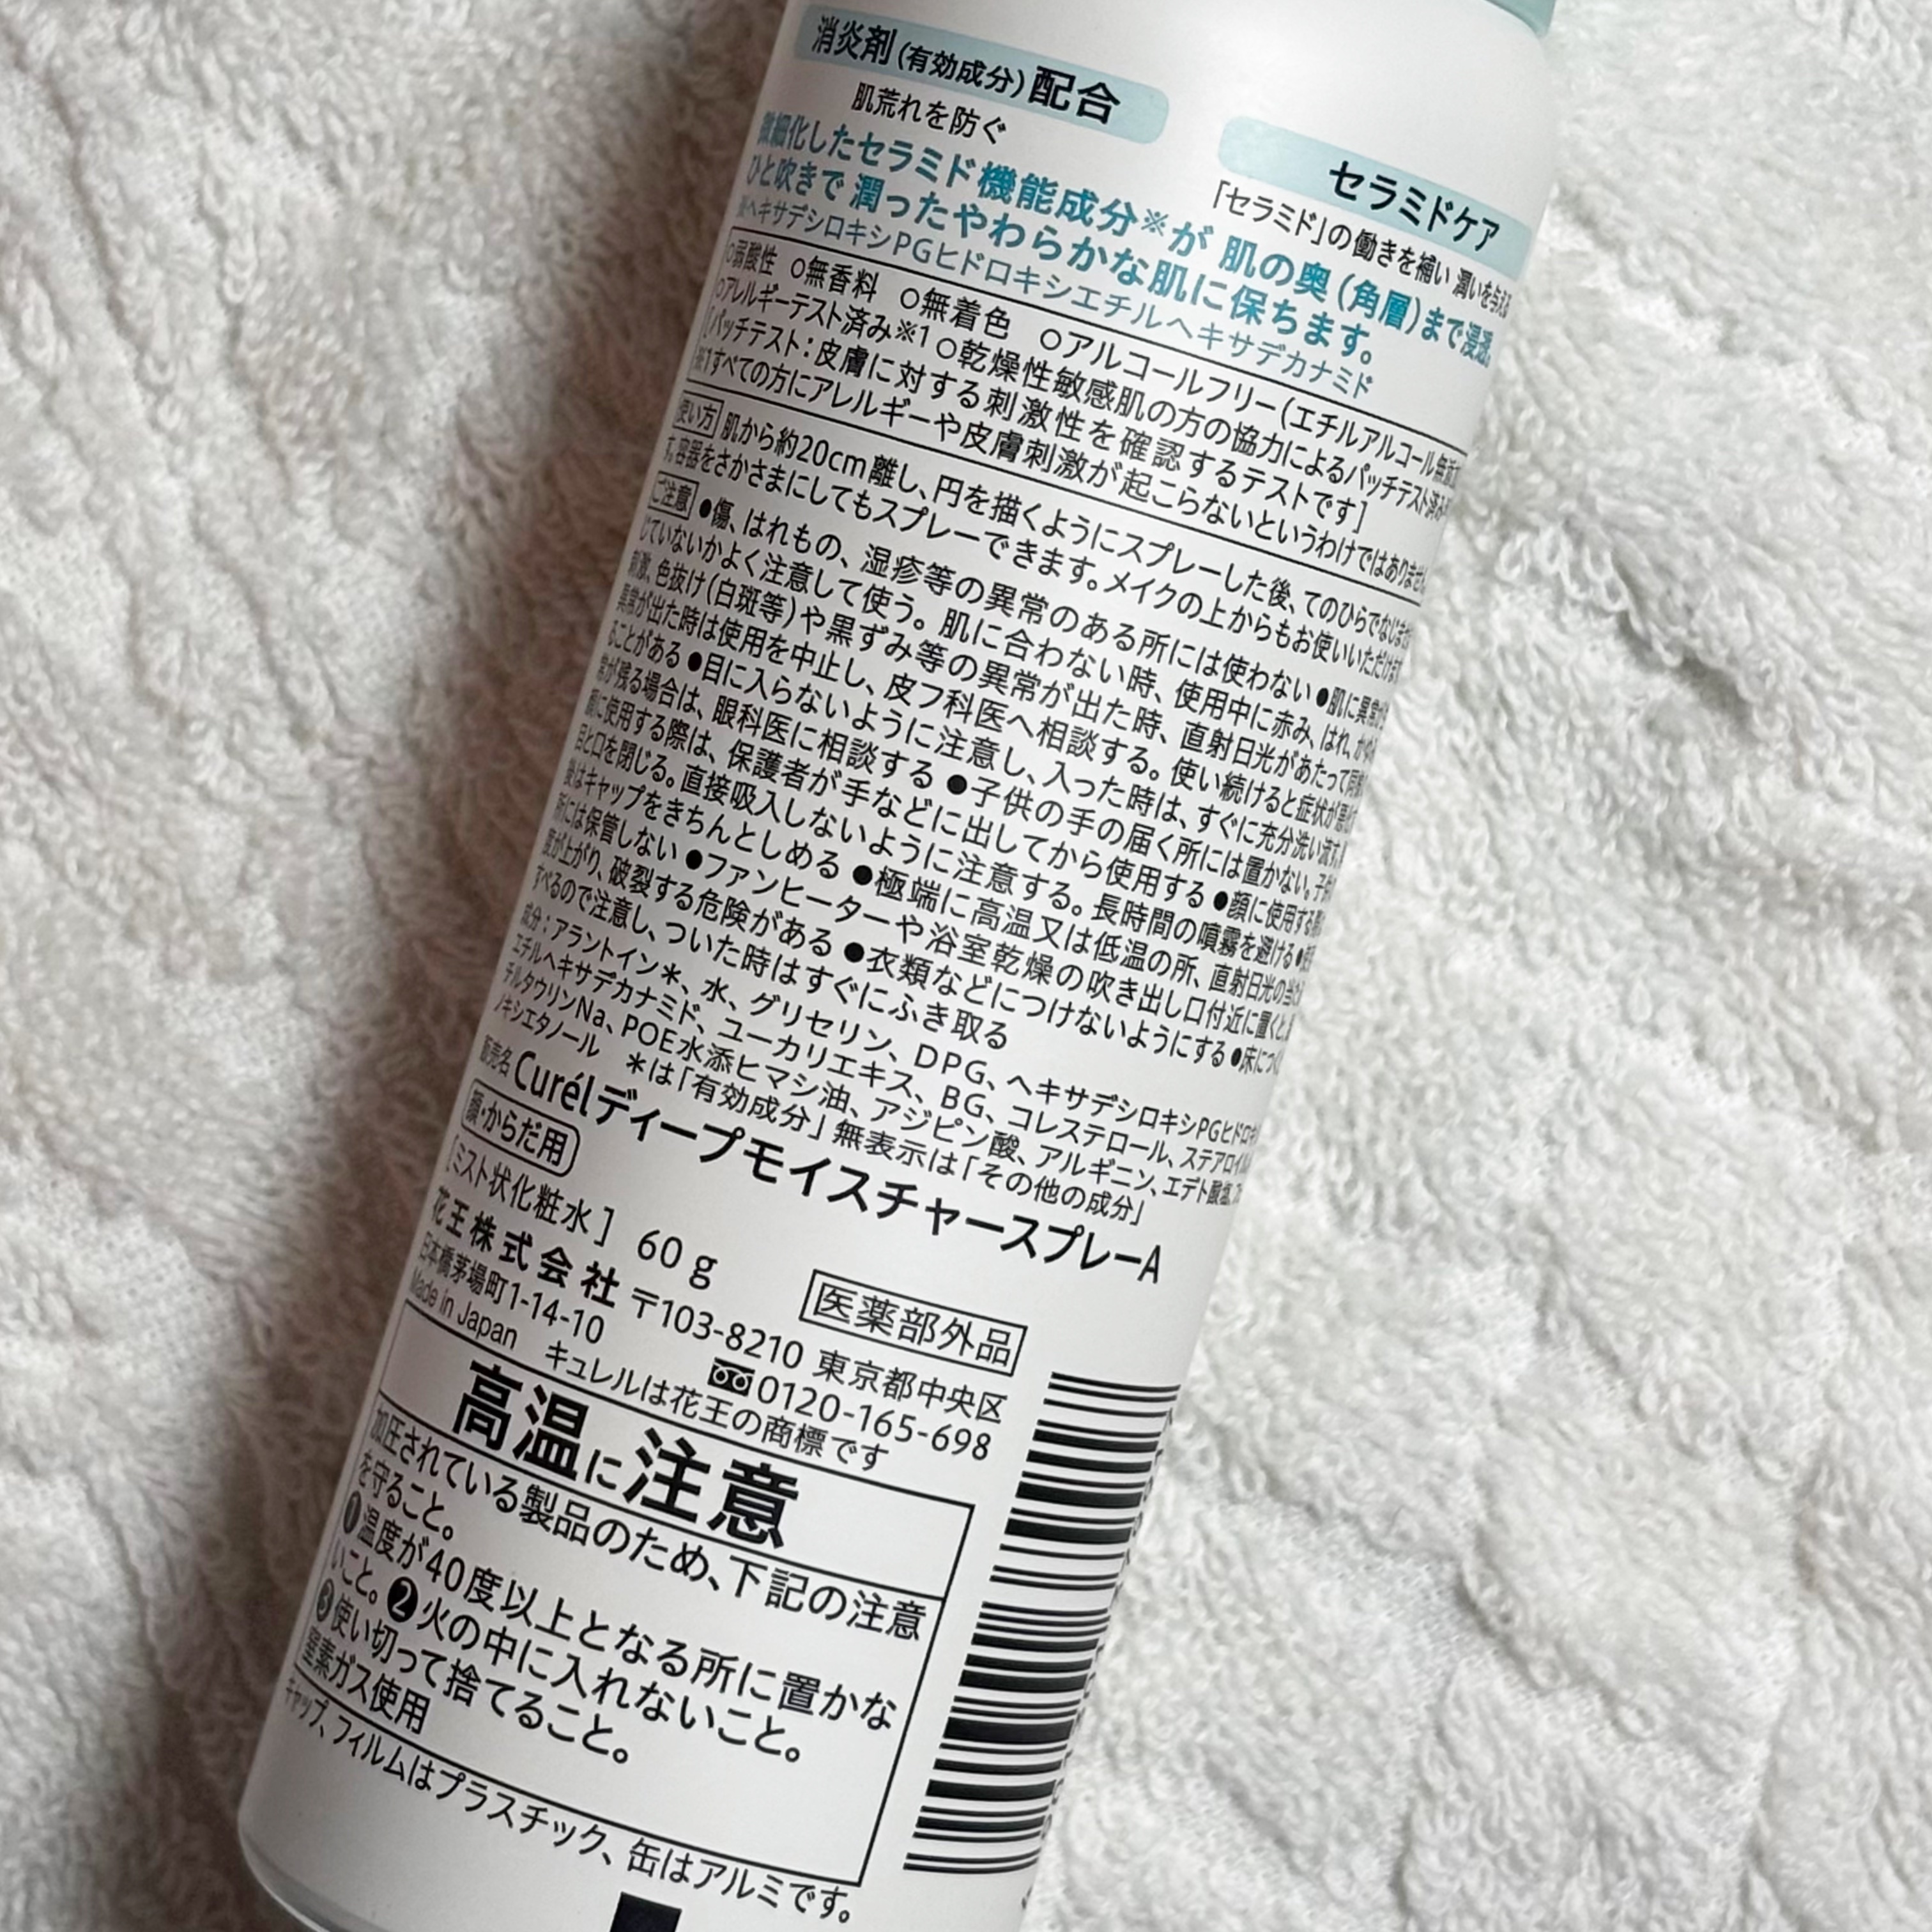 消炎剤(有効成分)配合
肌荒れを防ぐ
セラミドケア
「セラミド」の働きを補い 潤いを与える
微細化したセラミド機能成分※が 肌の奥(角層)まで浸透。
ひと吹きで 潤ったやわらかな肌に保ちます。
※ヘキサデシロキシPGヒドロキシエチルヘキサデカナミド
○弱酸性 ○無香料 ○無着色 ○アルコールフリー(エチルアルコール無添加
○アレルギーテスト済み※1 ○乾燥性敏感肌の方の協力によるパッチテスト済み
[パッチテスト:皮膚に対する刺激性を確認するテストです]
※1すべての方にアレルギーや皮膚刺激が起こらないというわけではありません
使い方 肌から約20cm離し、円を描くようにスプレーした後、てのひらでなじませ
す。容器をさかさまにしてもスプレーできます。メイクの上からもお使いいただけま
ご注意 ●傷、はれもの、湿疹等の異常のある所には使わない ●肌に異常が
じていないかよく注意して使う。肌に合わない時、使用中に赤み、はれ、かゆ
刺激、色抜け(白斑等)や黒ずみ等の異常が出た時、直射日光があたって同
異常が出た時は使用を中止し、皮フ科医へ相談する。使い続けると症状が悪
ることがある ●目に入らないように注意し、入った時は、すぐに充分洗い流す。
常が残る場合は、眼科医に相談する ●子供の手の届く所には置かない。子供
顔に使用する際は、保護者が手などに出してから使用する ●顔に使用する
目と口を閉じる。直接吸入しないように注意する。長時間の噴霧を避ける ●使
後はキャップをきちんとしめる ●極端に高温又は低温の所、直射日光の当た
所には保管しない ●ファンヒーターや浴室乾燥の吹き出し口付近に置くと、
度が上がり、破裂する危険がある ●衣類などにつけないようにする ●床につく
すべるので注意し、ついた時はすぐにふき取る
成分:アラントイン＊、水、グリセリン、DPG、ヘキサデシロキシPGヒドロキ
エチルヘキサデカナミド、ユーカリエキス、BG、コレステロール、ステアロイル
チルタウリンNa、POE水添ヒマシ油、アジピン酸、アルギニン、エデト酸塩、フ
ノキシエタノール ＊は「有効成分」無表示は「その他の成分」
販売名 Curélディープモイスチャースプレーa
顔・からだ用
[ミスト状化粧水] 60g
医薬部外品
花王株式会社 〒103-8210 東京都中央区
日本橋茅場町1-14-10 0120-165-698
Made in Japan キュレルは花王の商標です
高温に注意
加圧されている製品のため、下記の注意
を守ること。
❶温度が40度以上となる所に置かな
いこと。❷火の中に入れないこと。
❸使い切って捨てること。
窒素ガス使用
キャップ、フィルムはプラスチック、缶はアルミです。